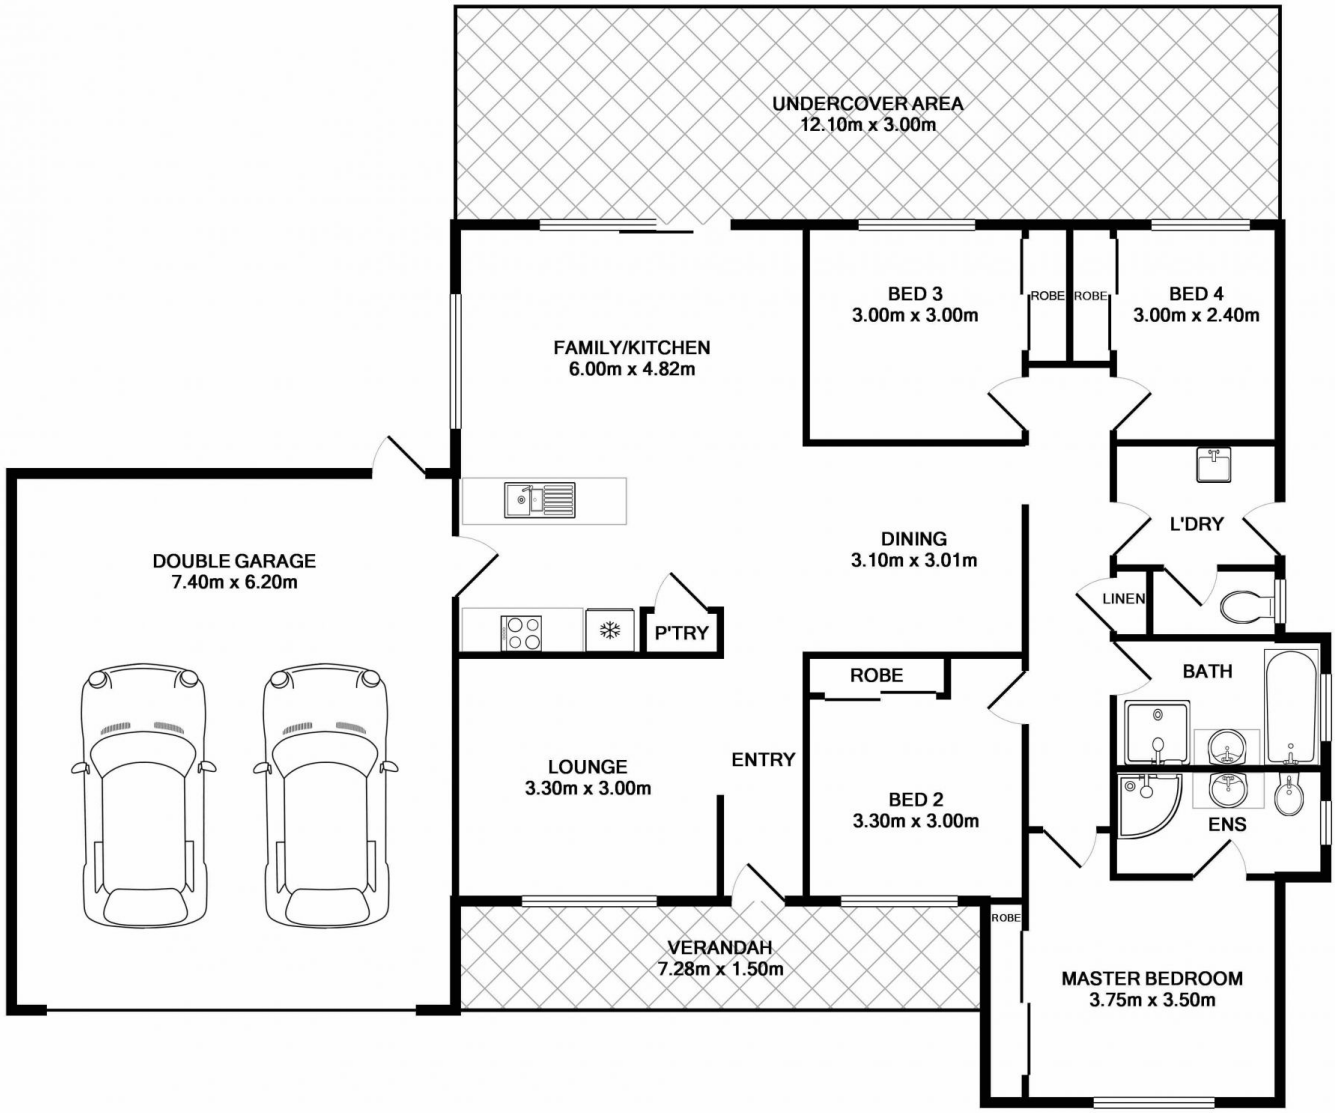 UNDERCOVER AREA
12.10m x 3.00m
BED 3
3.00m x 3.00m
ROBE
ROBE
BED 4
3.00m x 2.40m
FAMILY/KITCHEN
6.00m x 4.82m
DOUBLE GARAGE
7.40m x 6.20m
DINING
3.10m x 3.01m
L'DRY
LINEN
P'TRY
BATH
ROBE
LOUNGE
3.30m x 3.00m
ENTRY
BED 2
3.30m x 3.00m
ENS
VERANDAH
7.28m x 1.50m
ROBE
MASTER BEDROOM
3.75m x 3.50m